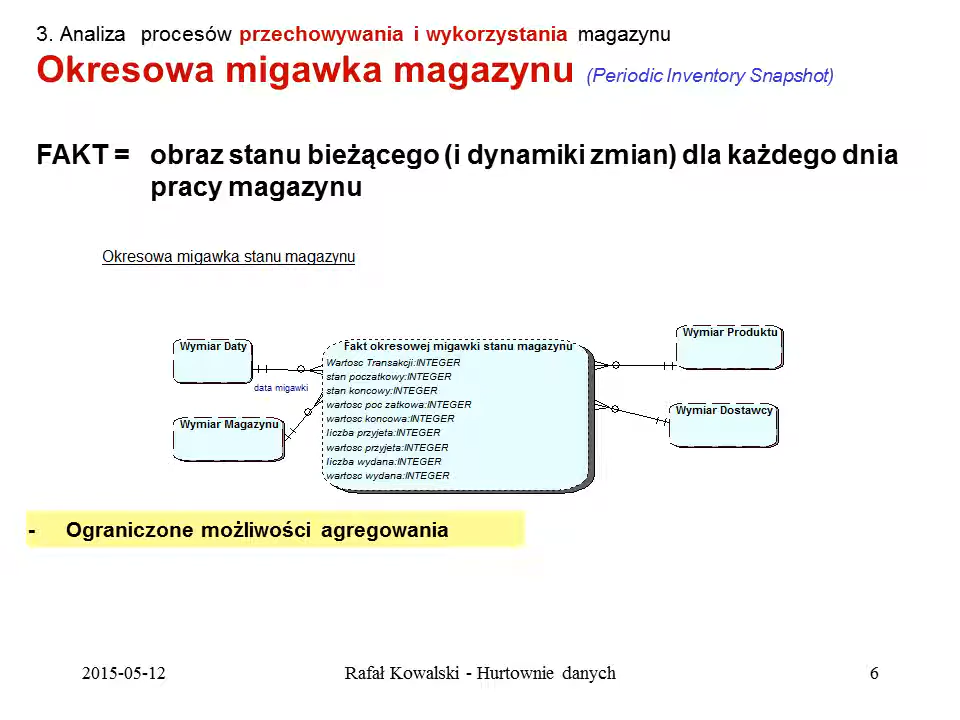 3. Analiza procesów przechowywania i wykorzystania magazynu
Okresowa migawka magazynu (Periodic Inventory Snapshot)
FAKT = obraz stanu bieżącego (i dynamiki zmian) dla każdego dnia
pracy magazynu
Okresowa migawka stanu magazynu
Wymiar Daty
data migawki
Wymiar Magazynu
Fakt okresowej migawki stanu magazynu
Wartosc Transakcji:INTEGER
stan poczatkowy:INTEGER
stan koncowy:INTEGER
wartosc poc zatkowa:INTEGER
wartosc koncowa:INTEGER
liczba przyjeta:INTEGER
wartosc przyjeta:INTEGER
liczba wydana:INTEGER
wartosc wydana:INTEGER
Wymiar Produktu
Wymiar Dostawcy
- Ograniczone możliwości agregowania
2015-05-12
Rafał Kowalski - Hurtownie danych
6